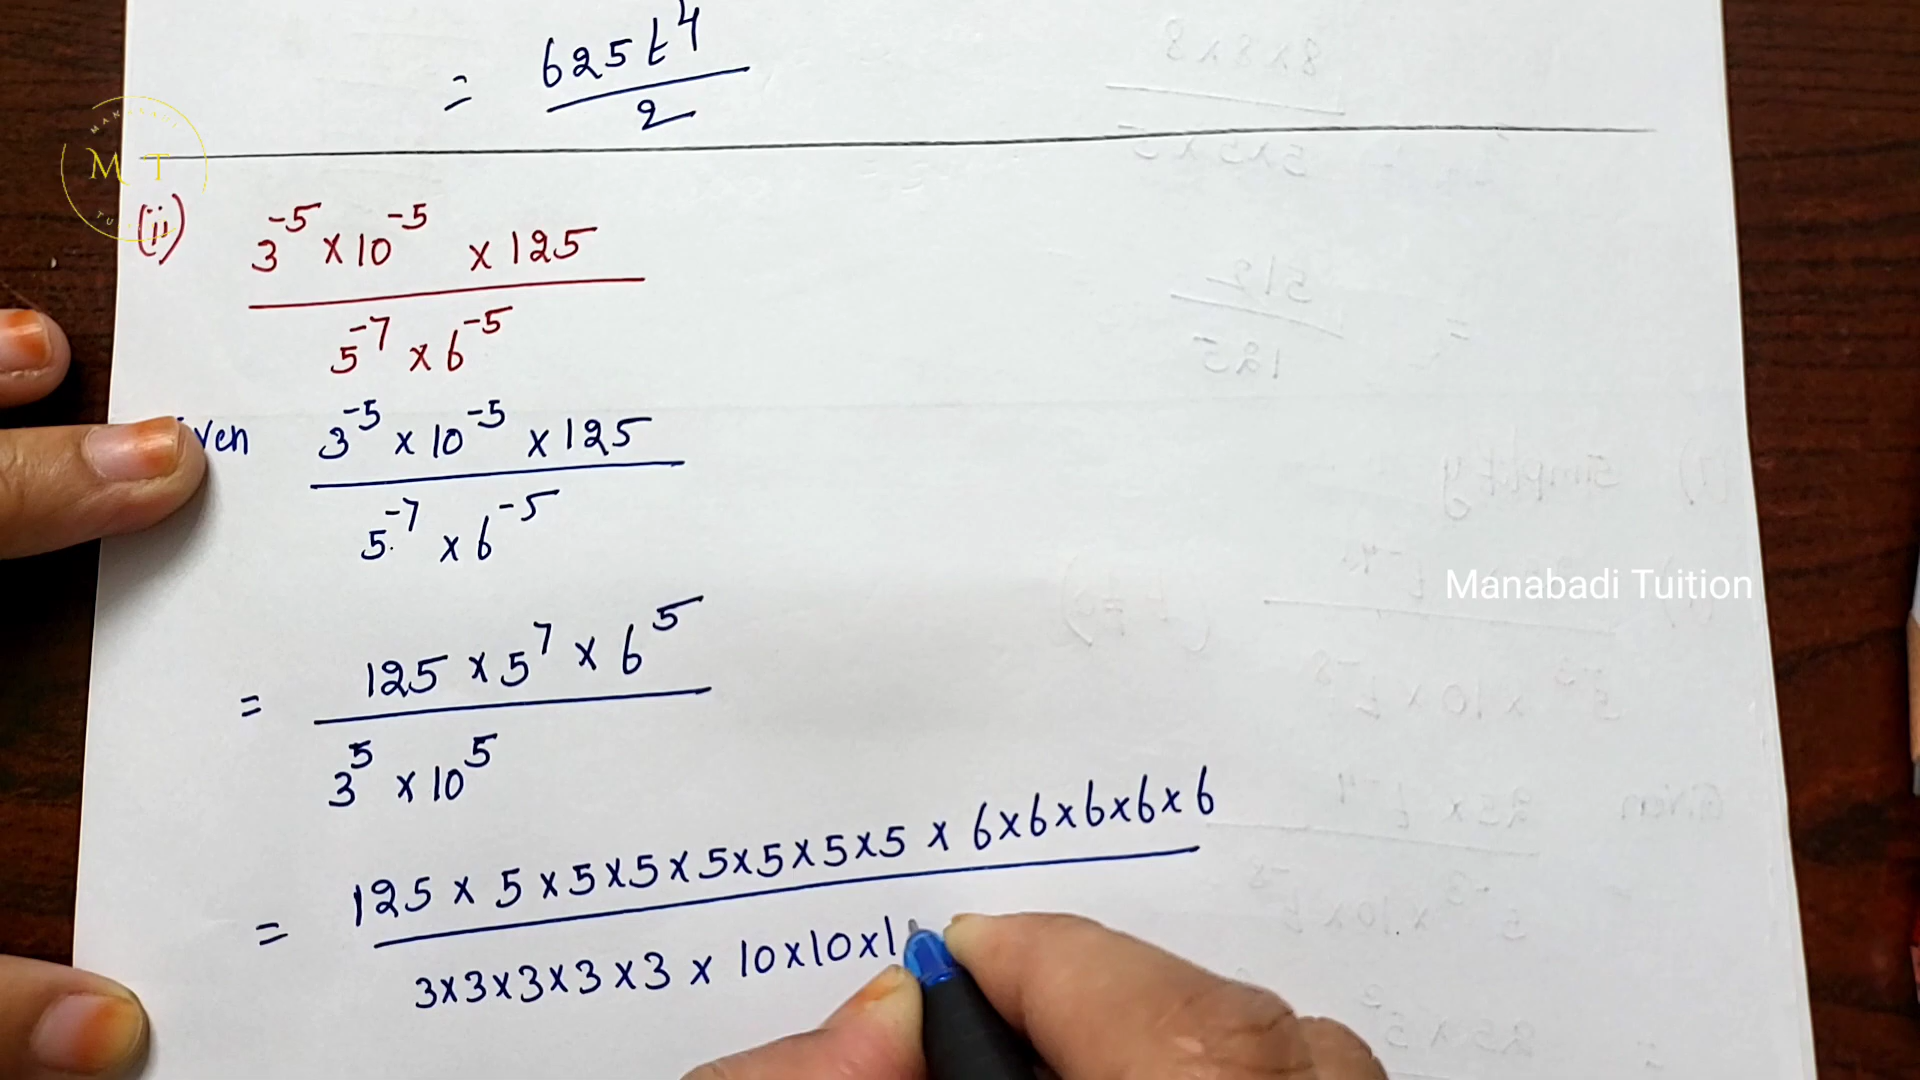 = 625t⁴
2
M T
(ii) 3⁻⁵ × 10⁻⁵ × 125
5⁻⁷ × 6⁻⁵
ven 3⁻⁵ × 10⁻⁵ × 125
5⁻⁷ × 6⁻⁵
Manabadi Tuition
= 125 × 5⁷ × 6⁵
3⁵ × 10⁵
= 125 × 5 × 5 × 5 × 5 × 5 × 5 × 5 × 6 × 6 × 6 × 6 × 6
3 × 3 × 3 × 3 × 3 × 10 × 10 × 1